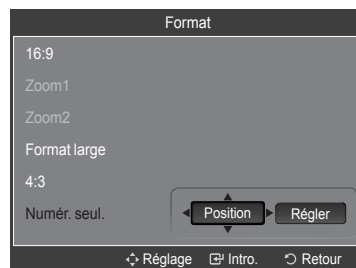 Format
16:9
Zoom1
Zoom2
Format large
4:3
Numér. seul.
Position Régler
Réglage Intro. Retour